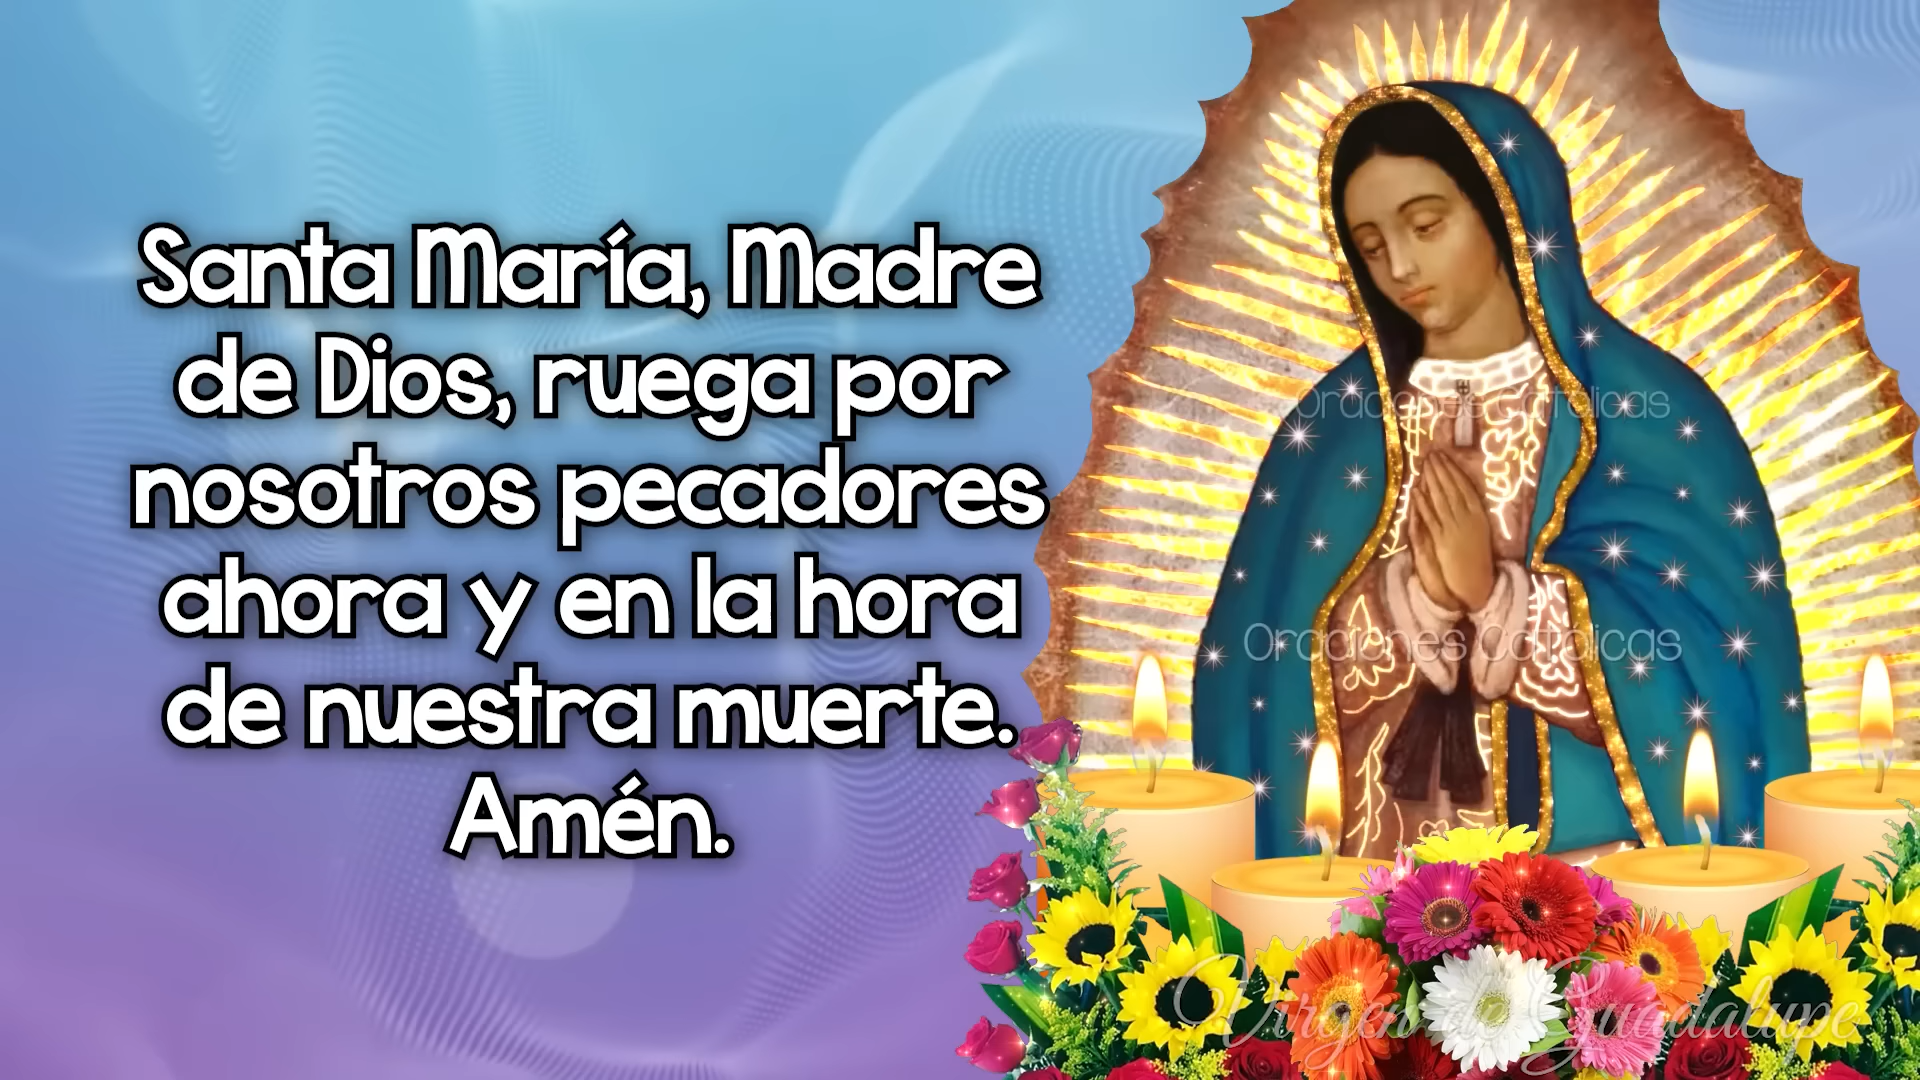 Santa María, Madre
de Dios, ruega por
nosotros pecadores
ahora y en la hora
de nuestra muerte.
Amén.
Oraciones Católicas
Oraciones Católicas
Virgen de Guadalupe